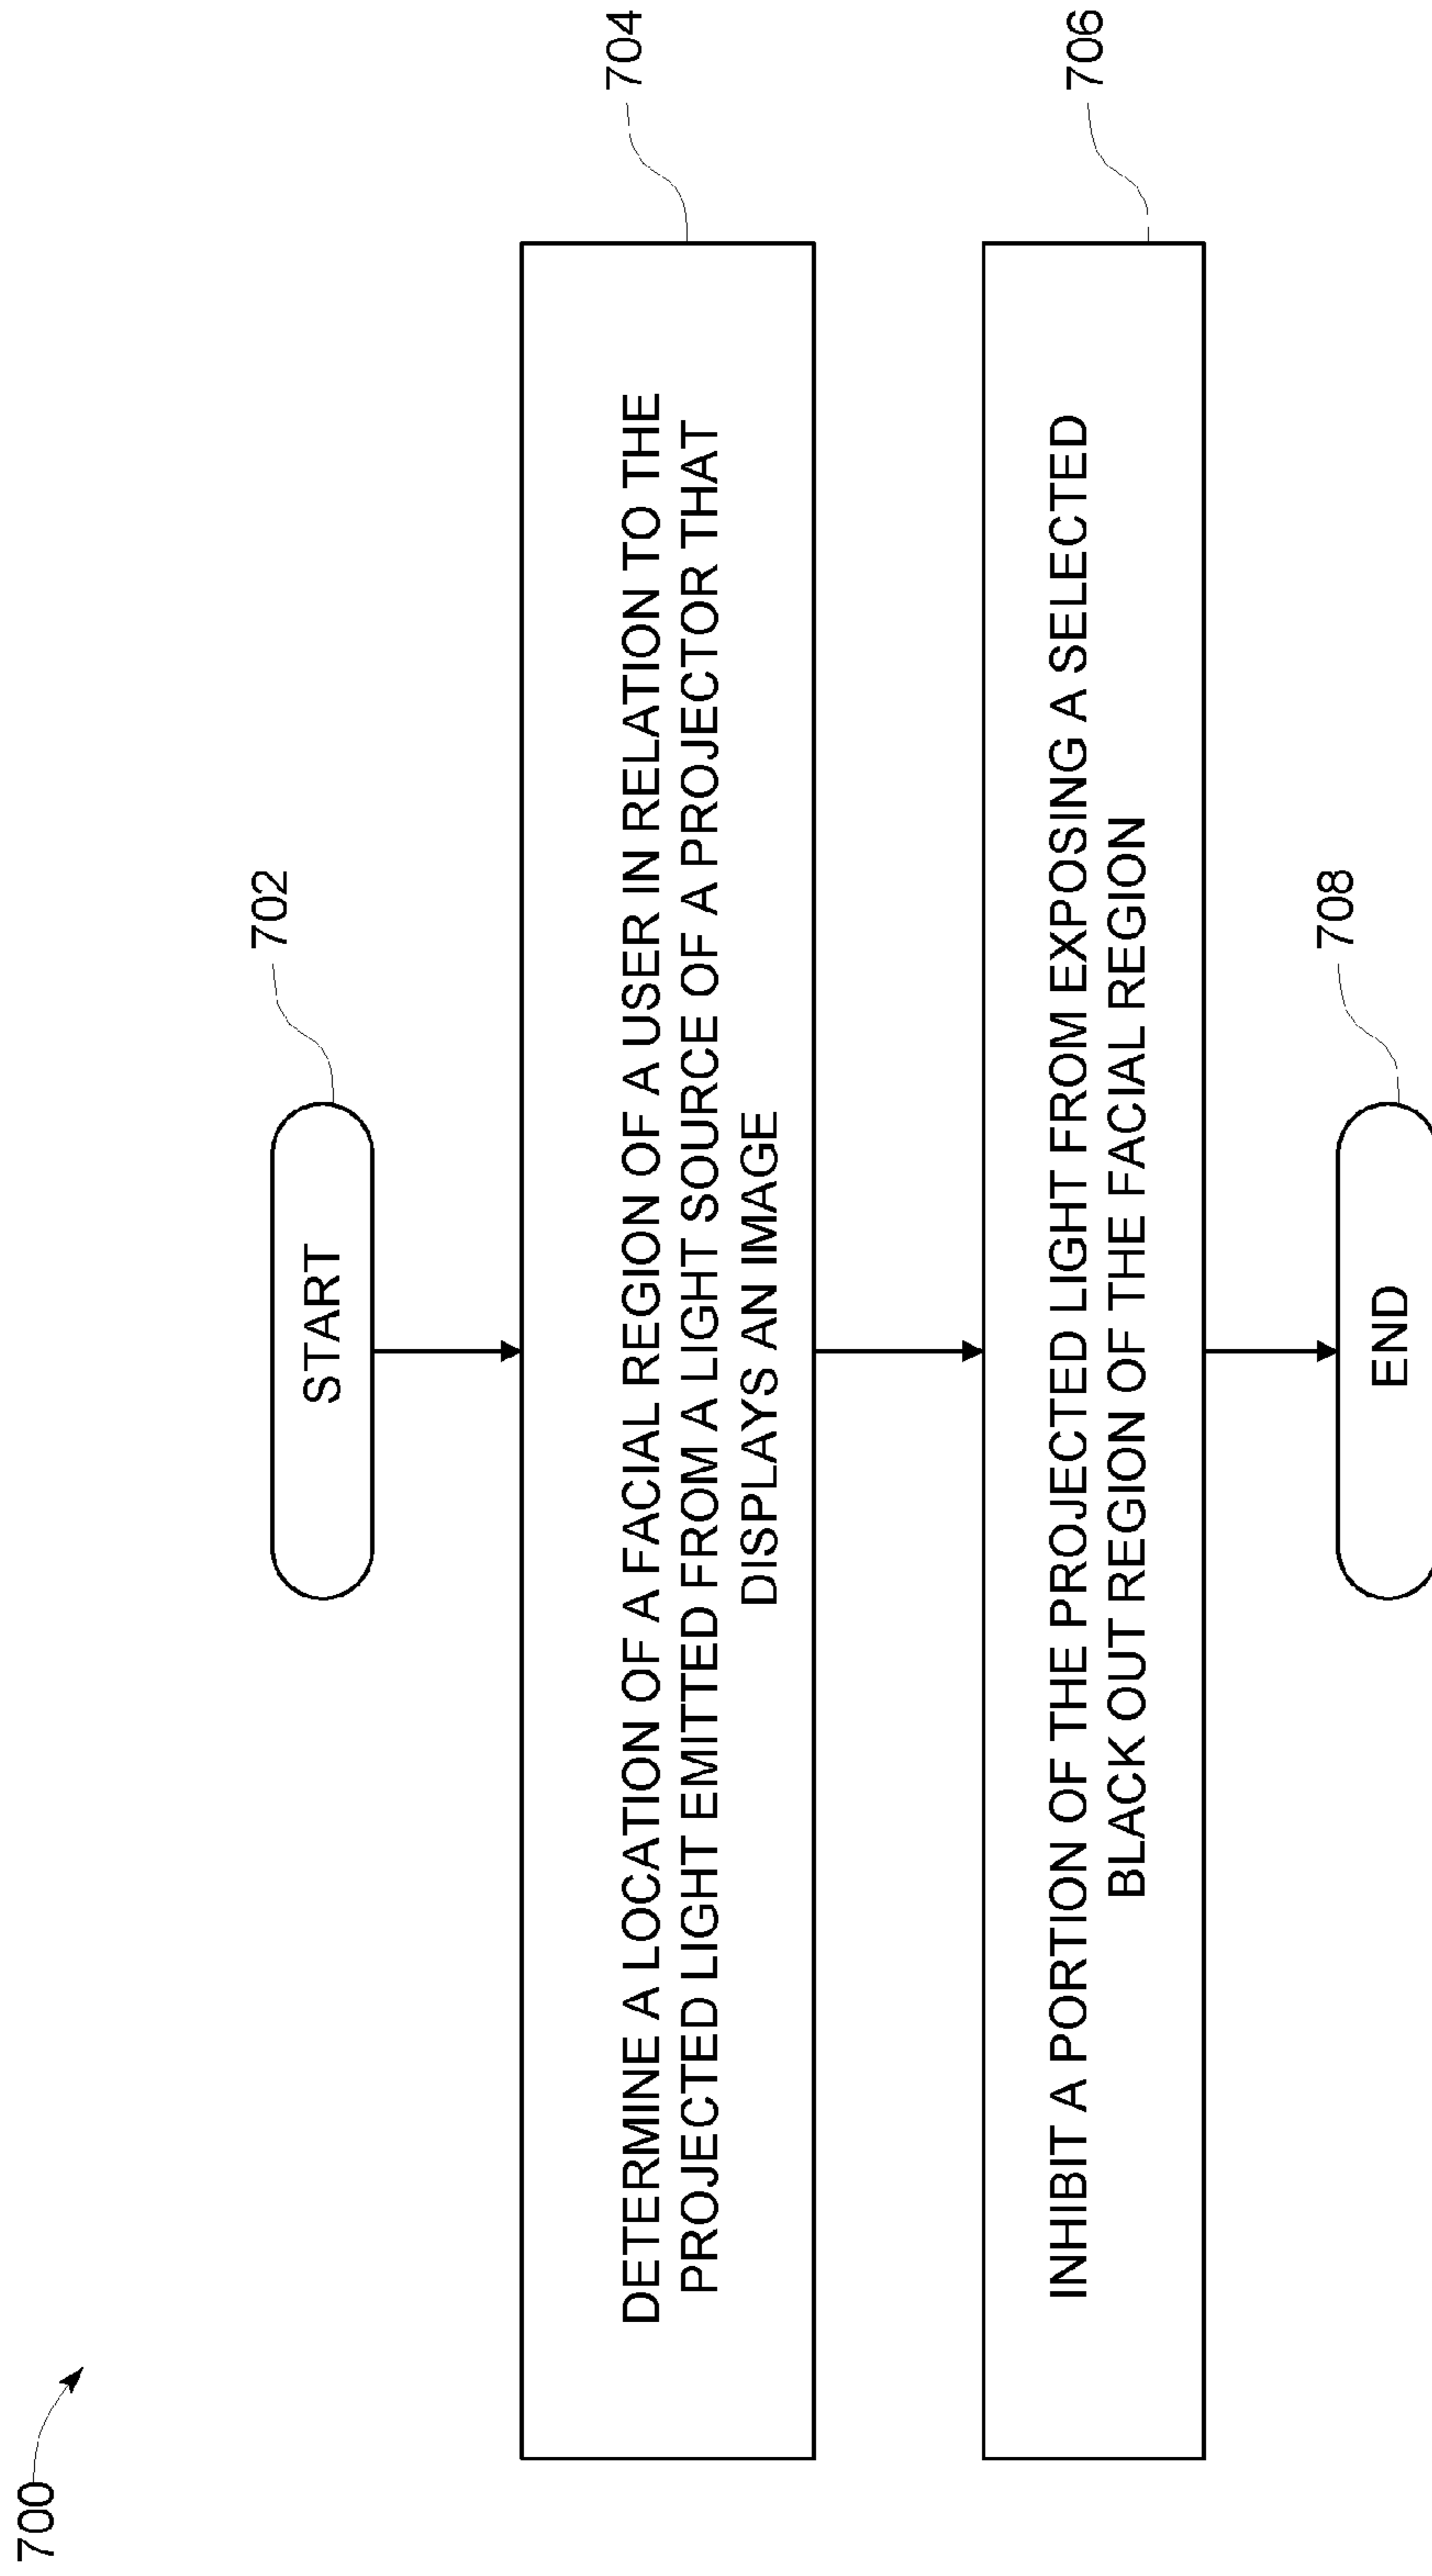 700
702
START
704
DETERMINE A LOCATION OF A FACIAL REGION OF A USER IN RELATION TO THE
PROJECTED LIGHT EMITTED FROM A LIGHT SOURCE OF A PROJECTOR THAT
DISPLAYS AN IMAGE
706
INHIBIT A PORTION OF THE PROJECTED LIGHT FROM EXPOSING A SELECTED
BLACK OUT REGION OF THE FACIAL REGION
708
END